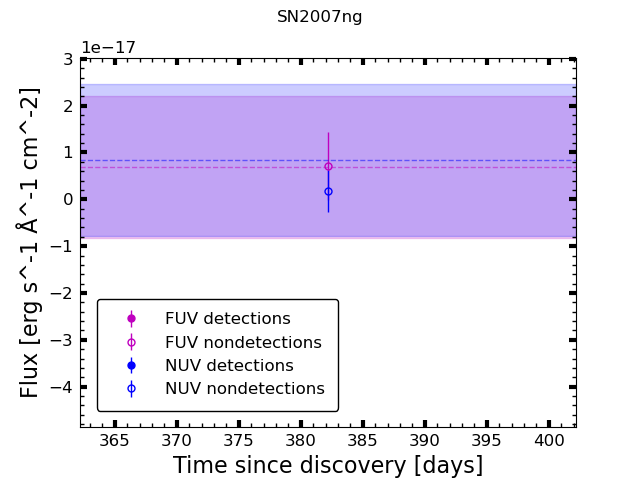 SN2007ng
1e−17
3
2
1
0
−1
−2
−3
−4
Flux [erg s^-1 Å^-1 cm^-2]
FUV detections
FUV nondetections
NUV detections
NUV nondetections
365 370 375 380 385 390 395 400
Time since discovery [days]